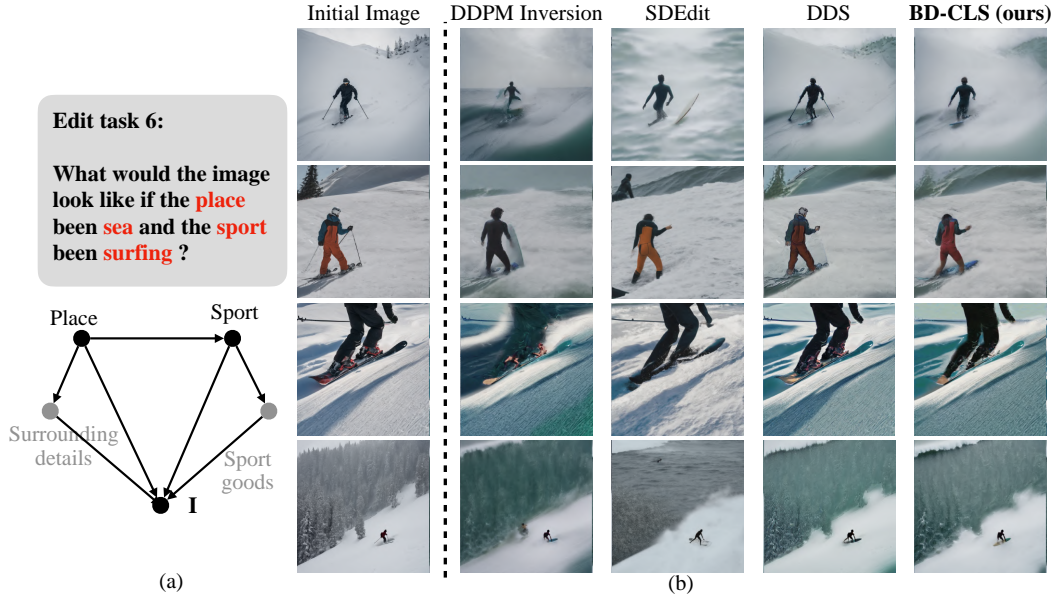 Initial Image
DDPM Inversion
SDEdit
DDS
BD-CLS (ours)
Edit task 6:
What would the image
look like if the place
been sea and the sport
been surfing ?
Place
Sport
Surrounding
details
Sport
goods
I
(a)
(b)